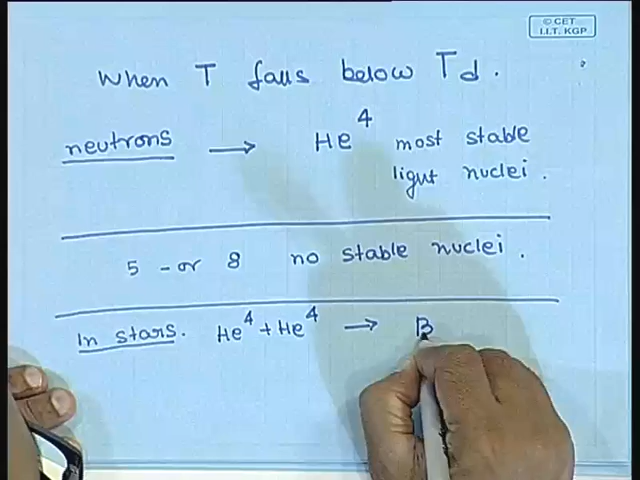 © CET
I.I.T. KGP
When T falls below Td.
neutrons → He⁴ most stable
light nuclei.
5 - or 8 no stable nuclei.
In stars. He⁴ + He⁴ → B